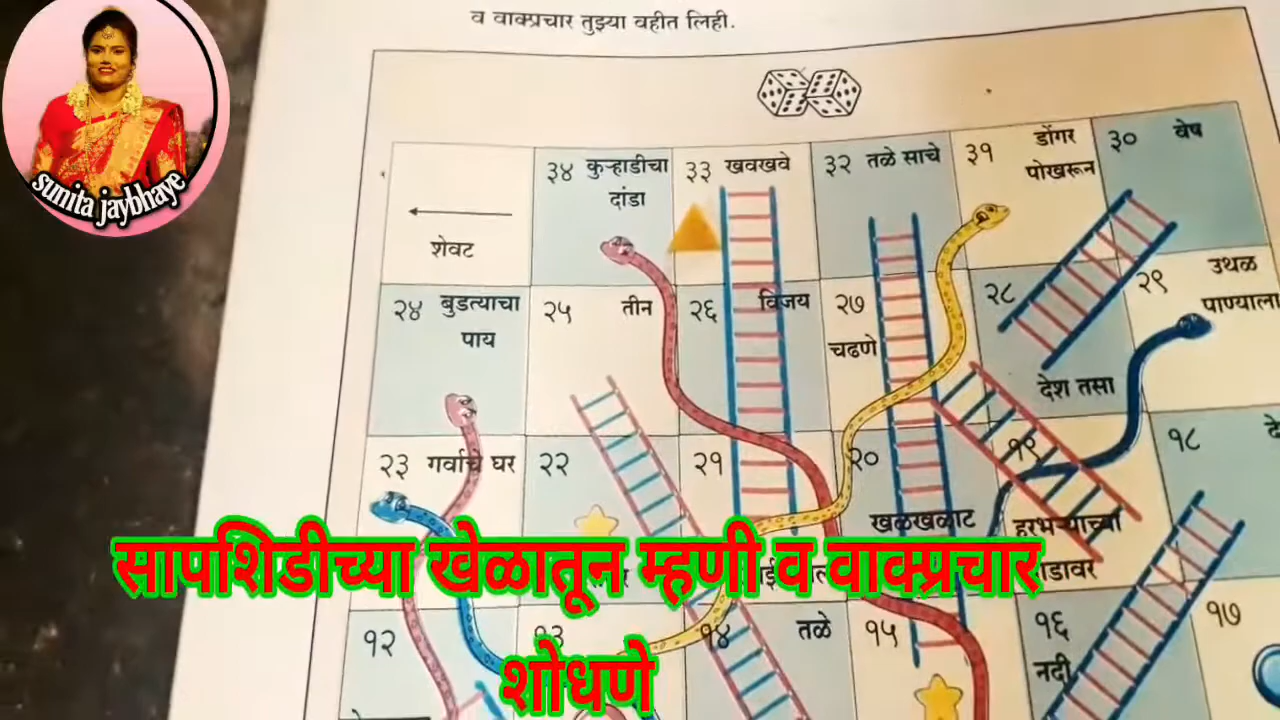 व वाक्प्रचार तुझ्या वहीत लिही.
sunita jaybhaye
शेवट
३४ कुऱ्हाडीचा
दांडा
३३ खवखवे
३२ तळे साचे
३१ डोंगर
पोखरून
३० वेष
२४ बुडत्याचा
पाय
२५ तीन
२६ विजय
२७
चढणे
२८
देश तसा
२९ उथळ
पाण्याला
२३ गर्वाचे घर
२२
२१
२०
खळखळाट
१९
हरभऱ्याच्या
१८
सापशिडीच्या खेळातून म्हणी व वाक्प्रचार
शोधणे
१२
१३
१४ तळे
१५
१६
नदी
१७